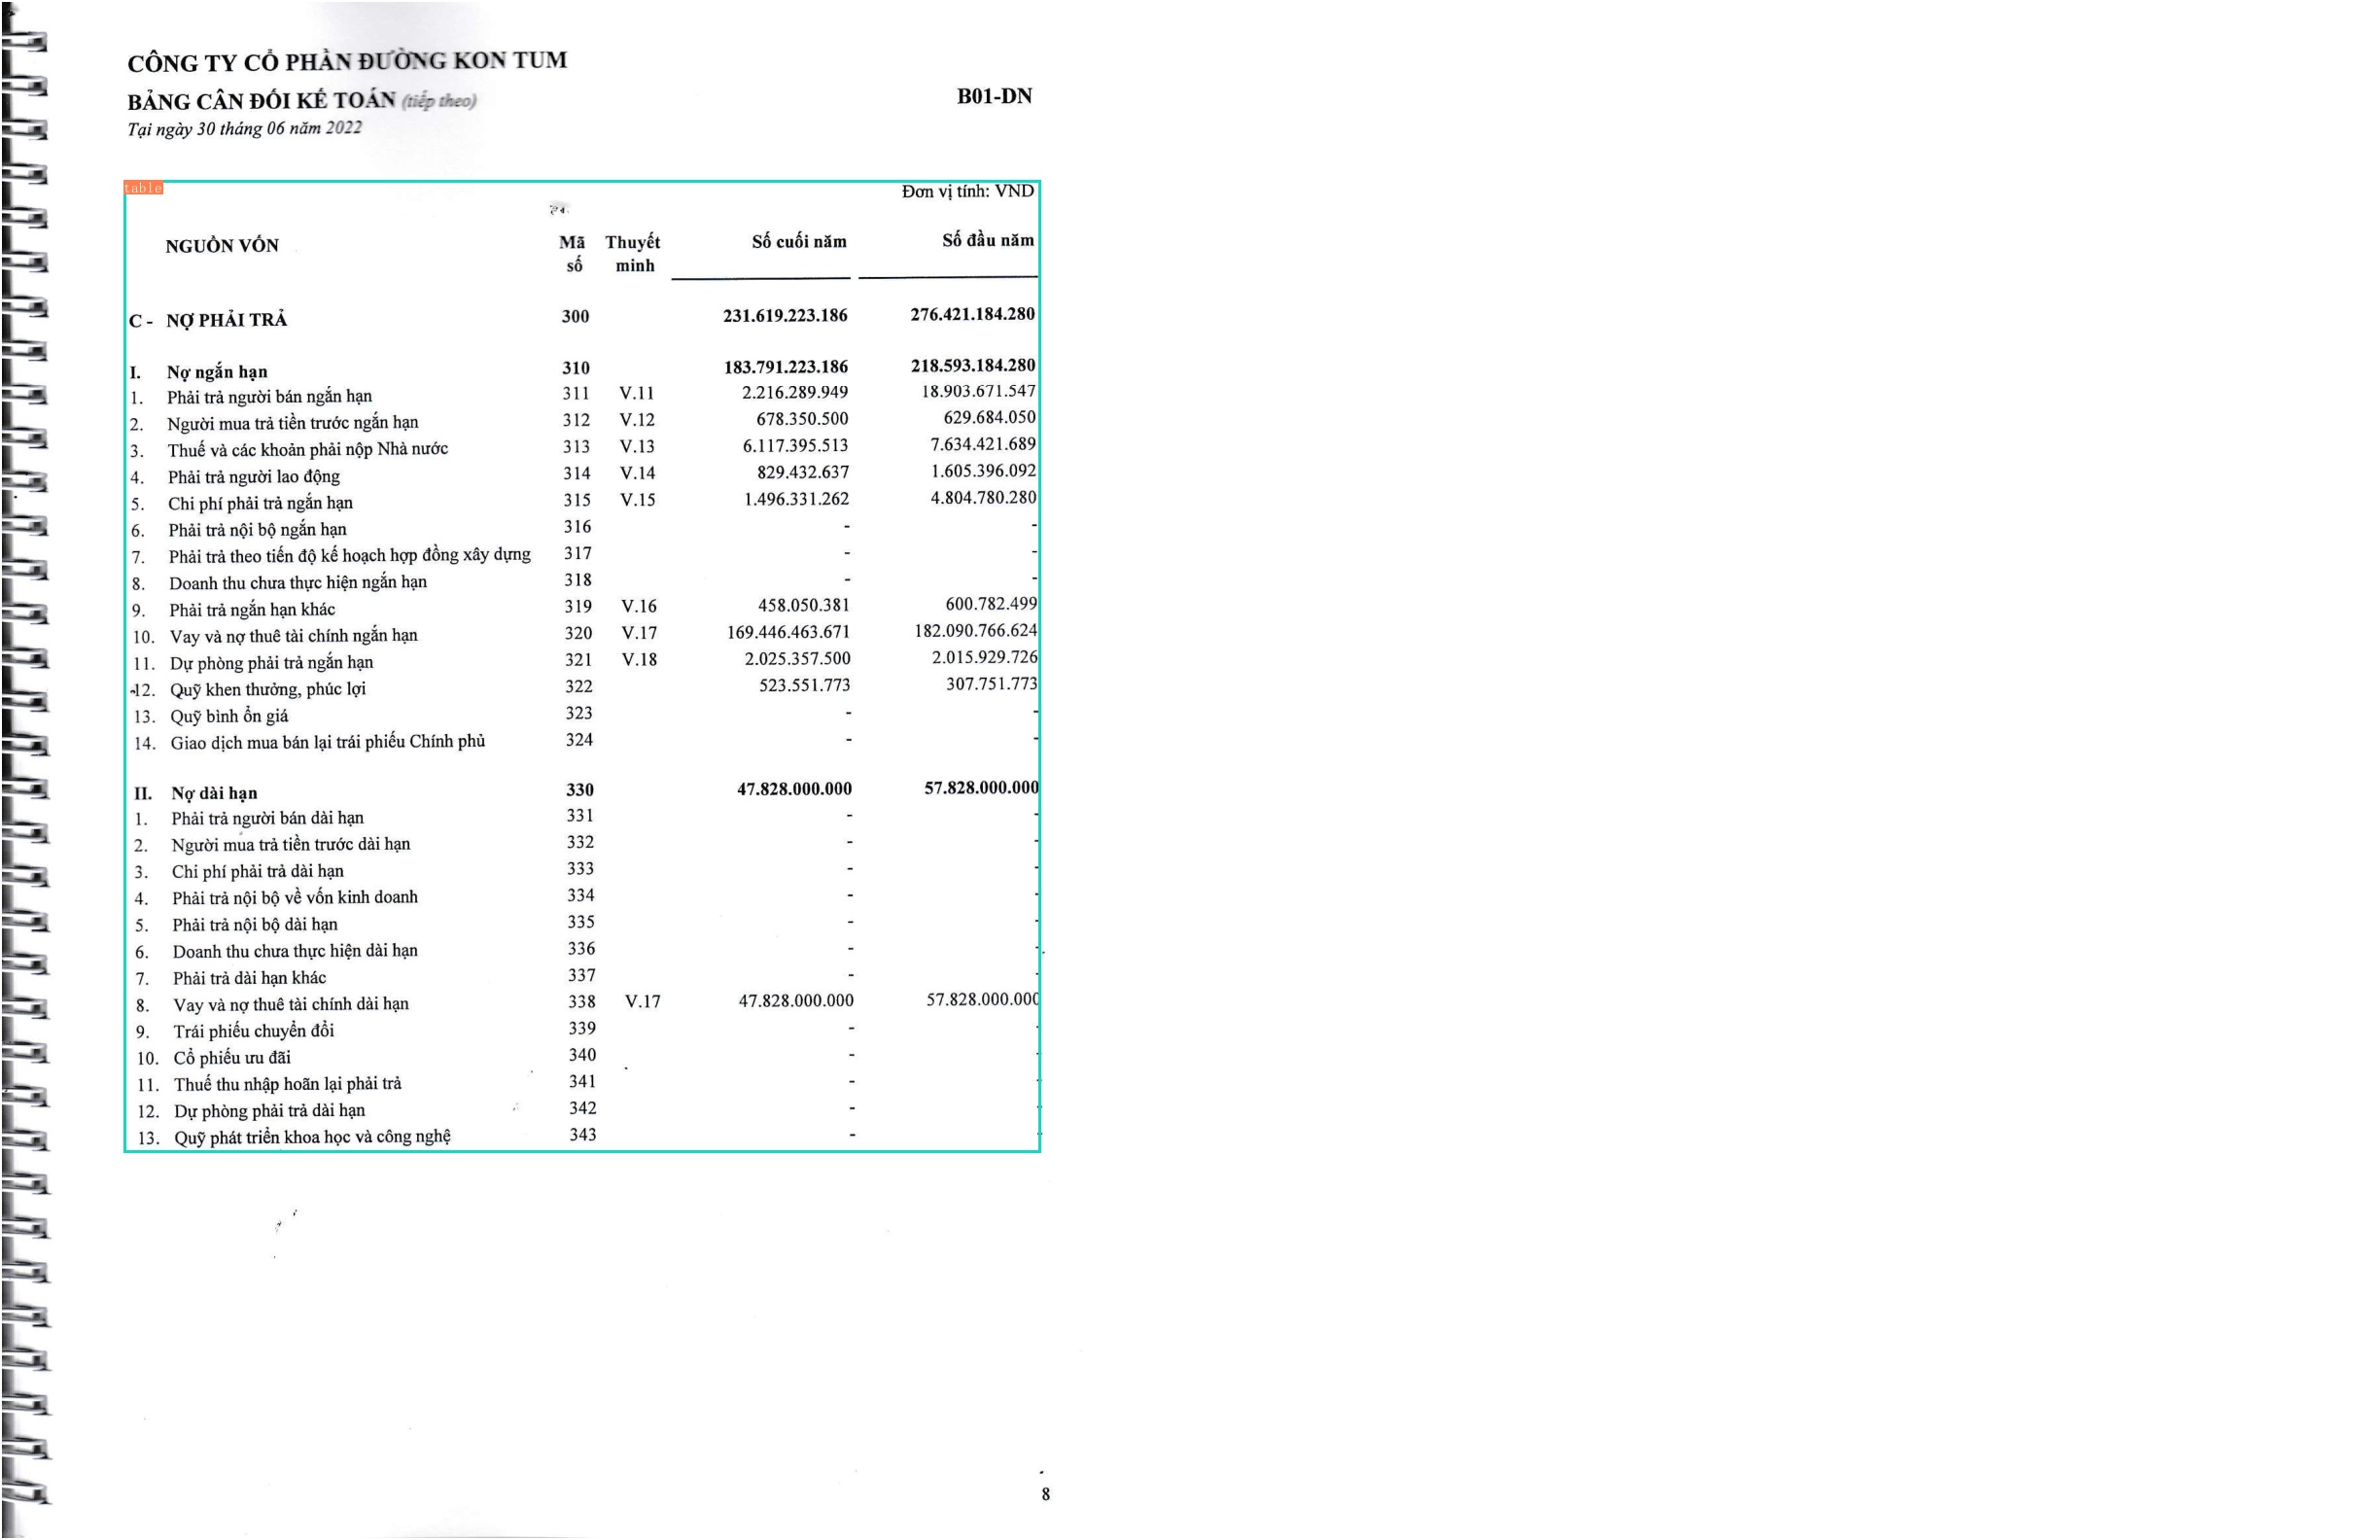 CÔNG TY CỔ PHẦN ĐƯỜNG KON TUM
BẢNG CÂN ĐỐI KẾ TOÁN (tiếp theo) B01-DN
Tại ngày 30 tháng 06 năm 2022
table
Đơn vị tính: VND
NGUỒN VỐN Mã số Thuyết minh Số cuối năm Số đầu năm
C - NỢ PHẢI TRẢ 300 231.619.223.186 276.421.184.280
I. Nợ ngắn hạn 310 183.791.223.186 218.593.184.280
1. Phải trả người bán ngắn hạn 311 V.11 2.216.289.949 18.903.671.547
2. Người mua trả tiền trước ngắn hạn 312 V.12 678.350.500 629.684.050
3. Thuế và các khoản phải nộp Nhà nước 313 V.13 6.117.395.513 7.634.421.689
4. Phải trả người lao động 314 V.14 829.432.637 1.605.396.092
5. Chi phí phải trả ngắn hạn 315 V.15 1.496.331.262 4.804.780.280
6. Phải trả nội bộ ngắn hạn 316 - -
7. Phải trả theo tiến độ kế hoạch hợp đồng xây dựng 317 - -
8. Doanh thu chưa thực hiện ngắn hạn 318 - -
9. Phải trả ngắn hạn khác 319 V.16 458.050.381 600.782.499
10. Vay và nợ thuê tài chính ngắn hạn 320 V.17 169.446.463.671 182.090.766.624
11. Dự phòng phải trả ngắn hạn 321 V.18 2.025.357.500 2.015.929.726
12. Quỹ khen thưởng, phúc lợi 322 523.551.773 307.751.773
13. Quỹ bình ổn giá 323 - -
14. Giao dịch mua bán lại trái phiếu Chính phủ 324 - -
II. Nợ dài hạn 330 47.828.000.000 57.828.000.000
1. Phải trả người bán dài hạn 331 - -
2. Người mua trả tiền trước dài hạn 332 - -
3. Chi phí phải trả dài hạn 333 - -
4. Phải trả nội bộ về vốn kinh doanh 334 - -
5. Phải trả nội bộ dài hạn 335 - -
6. Doanh thu chưa thực hiện dài hạn 336 - -
7. Phải trả dài hạn khác 337 - -
8. Vay và nợ thuê tài chính dài hạn 338 V.17 47.828.000.000 57.828.000.000
9. Trái phiếu chuyển đổi 339 - -
10. Cổ phiếu ưu đãi 340 - -
11. Thuế thu nhập hoãn lại phải trả 341 - -
12. Dự phòng phải trả dài hạn 342 - -
13. Quỹ phát triển khoa học và công nghệ 343 - -
8